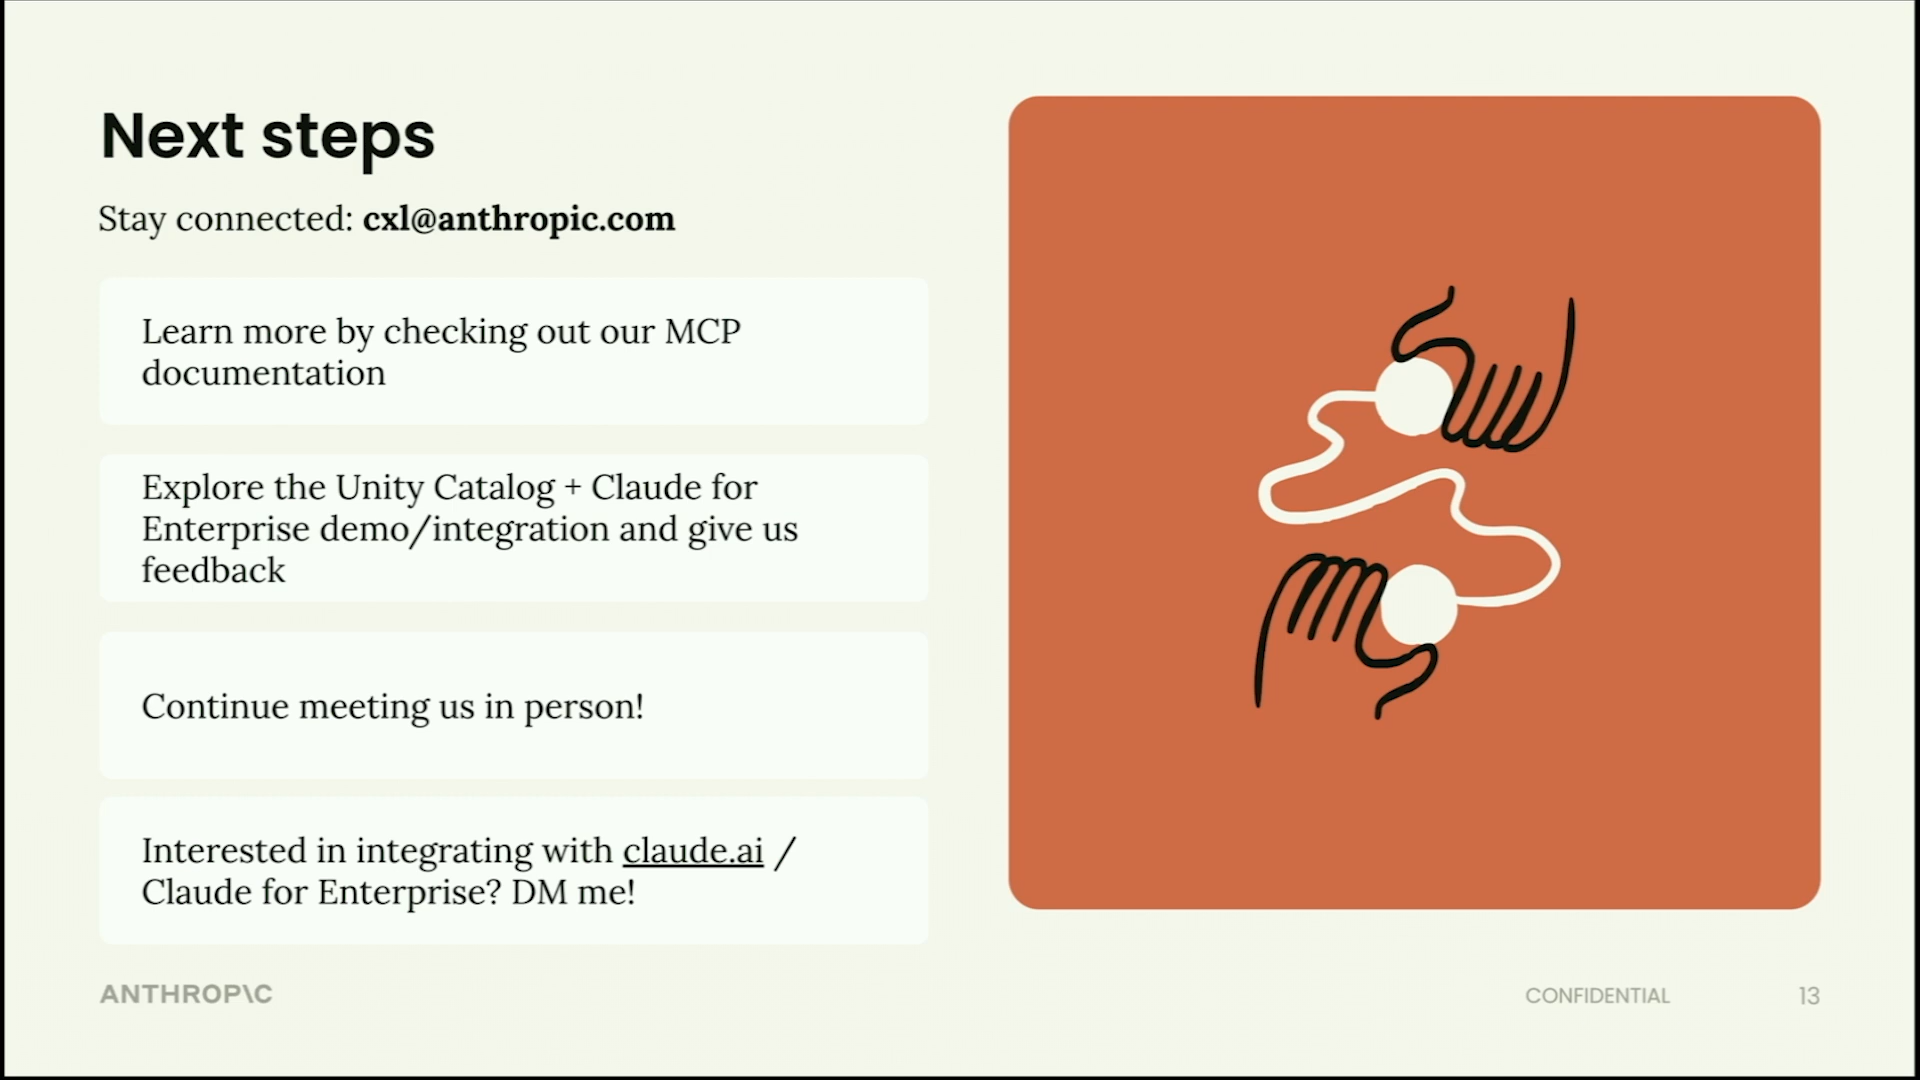 Next steps
Stay connected: cxl@anthropic.com
Learn more by checking out our MCP
documentation
Explore the Unity Catalog + Claude for
Enterprise demo/integration and give us
feedback
Continue meeting us in person!
Interested in integrating with claude.ai /
Claude for Enterprise? DM me!
ANTHROP\C
CONFIDENTIAL
13